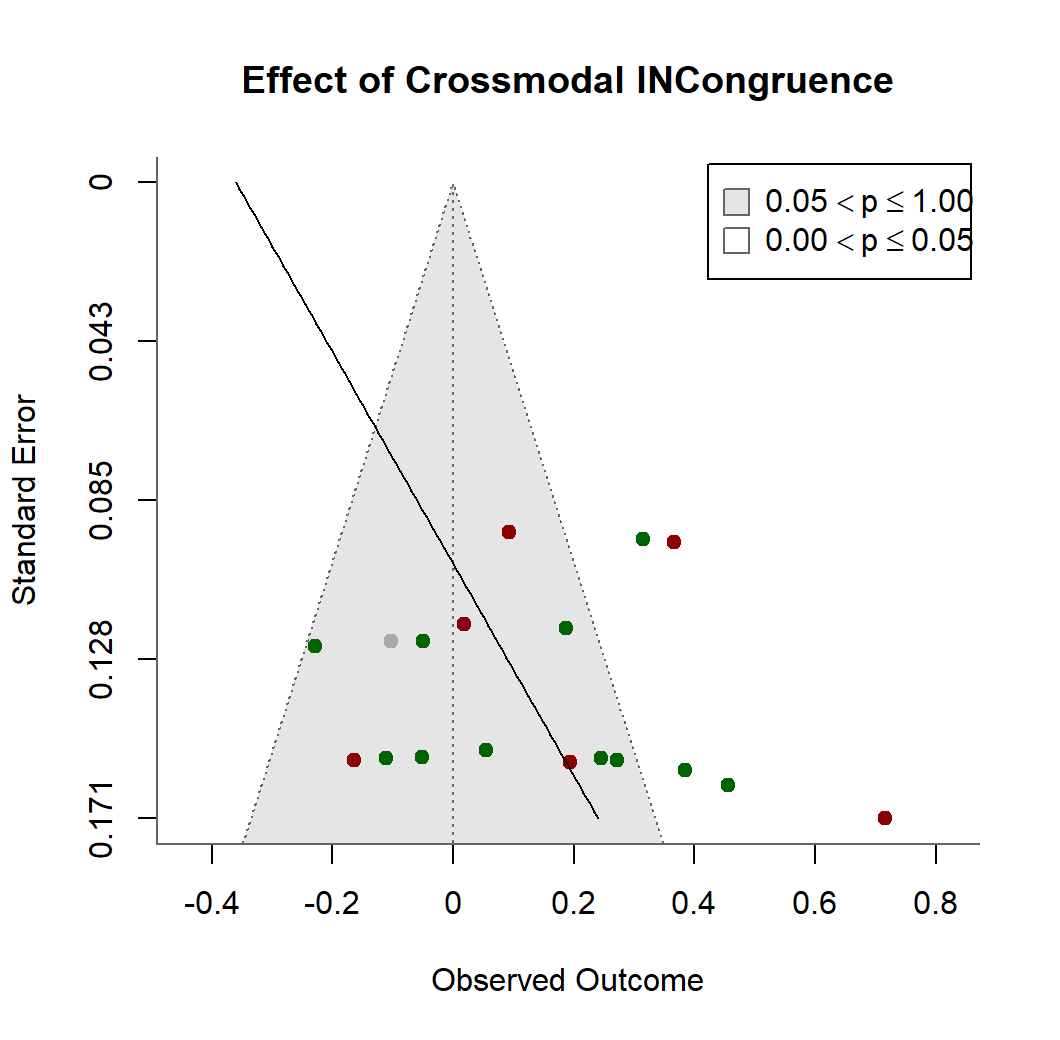 Effect of Crossmodal INCongruence
0.05 < p ≤ 1.00
0.00 < p ≤ 0.05
Standard Error
0
0.043
0.085
0.128
0.171
-0.4 -0.2 0 0.2 0.4 0.6 0.8
Observed Outcome